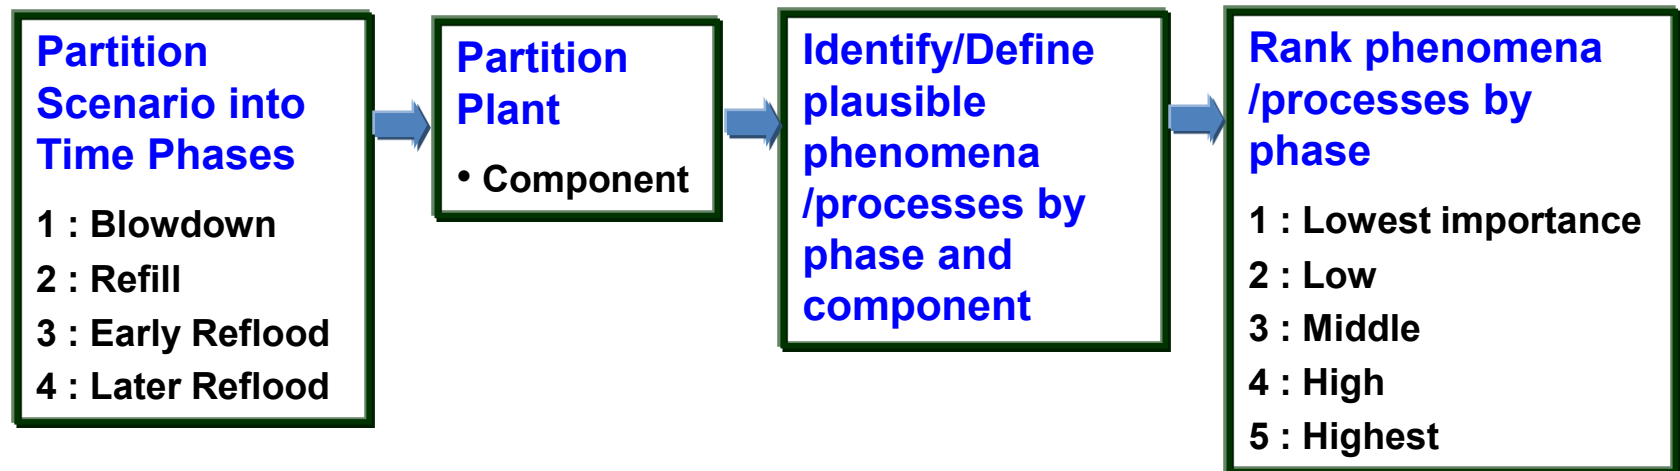 Partition
Scenario into
Time Phases
1 : Blowdown
2 : Refill
3 : Early Reflood
4 : Later Reflood
Partition
Plant
• Component
Identify/Define
plausible
phenomena
/processes by
phase and
component
Rank phenomena
/processes by
phase
1 : Lowest importance
2 : Low
3 : Middle
4 : High
5 : Highest